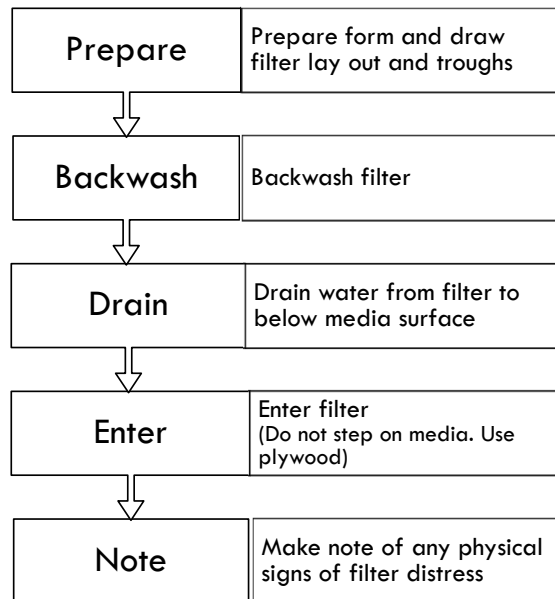 Prepare
Prepare form and draw
filter lay out and troughs
Backwash
Backwash filter
Drain
Drain water from filter to
below media surface
Enter
Enter filter
(Do not step on media. Use
plywood)
Note
Make note of any physical
signs of filter distress